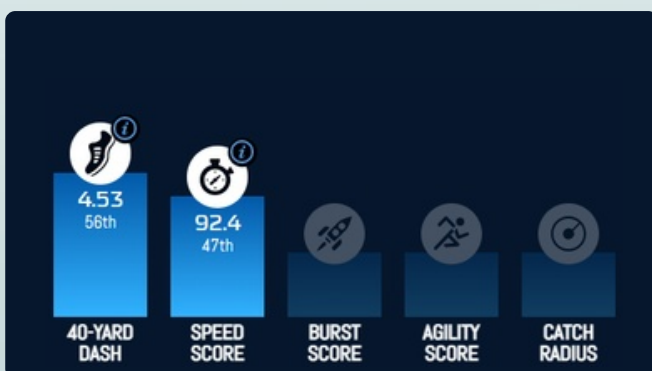 4.53
56th
92.4
47th
40-YARD
DASH
SPEED
SCORE
BURST
SCORE
AGILITY
SCORE
CATCH
RADIUS
i
i